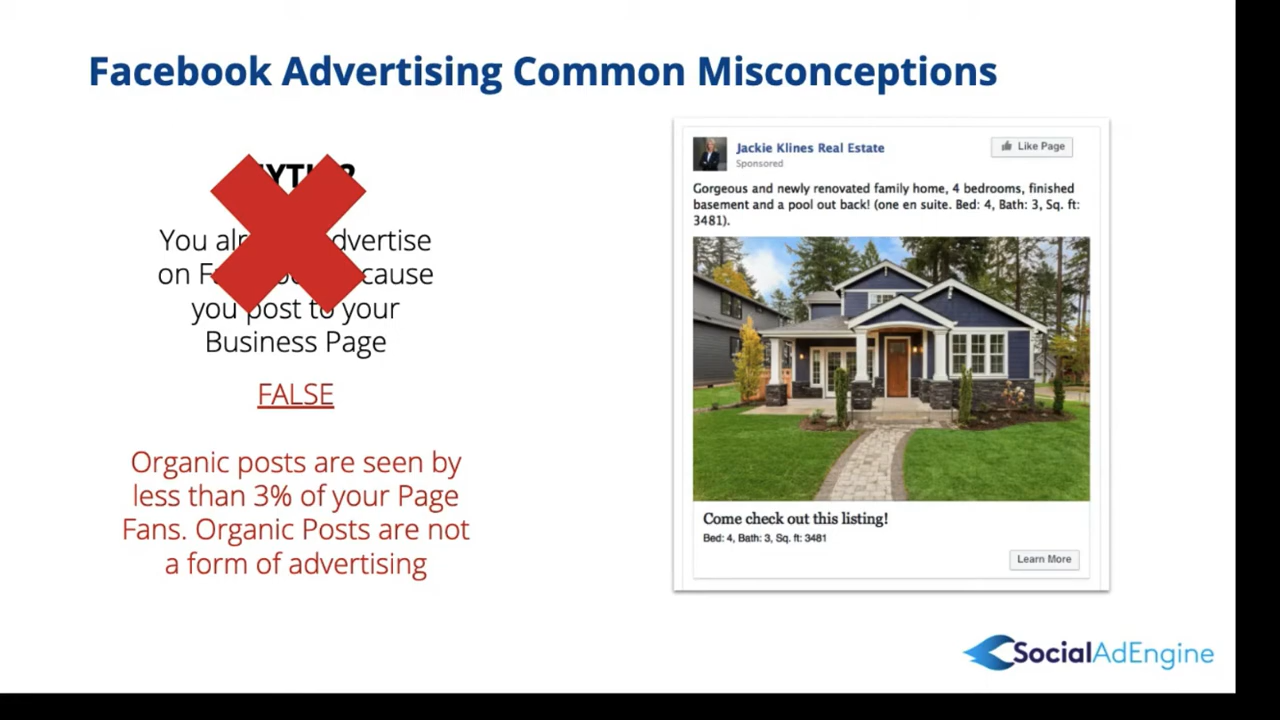 Facebook Advertising Common Misconceptions
You advertise
on
you post to your
Business Page
FALSE
Organic posts are seen by
less than 3% of your Page
Fans. Organic Posts are not
a form of advertising
Jackie Klines Real Estate
Like Page
Sponsored
Gorgeous and newly renovated family home, 4 bedrooms, finished
basement and a pool out back! (one en suite. Bed: 4, Bath: 3, Sq. ft:
3481).
Come check out this listing!
Bed: 4, Bath: 3, Sq. ft: 3481
Learn More
SocialAdEngine